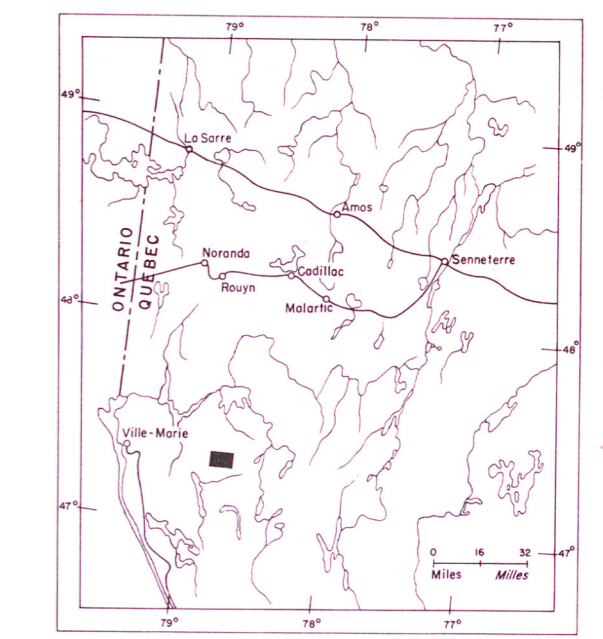 79°
78°
77°
49°
49°
La Sarre
Amos
ONTARIO
QUEBEC
Noranda
Cadillac
Senneterre
Rouyn
Malartic
48°
48°
Ville-Marie
47°
47°
0 16 32
Miles Milles
79°
78°
77°